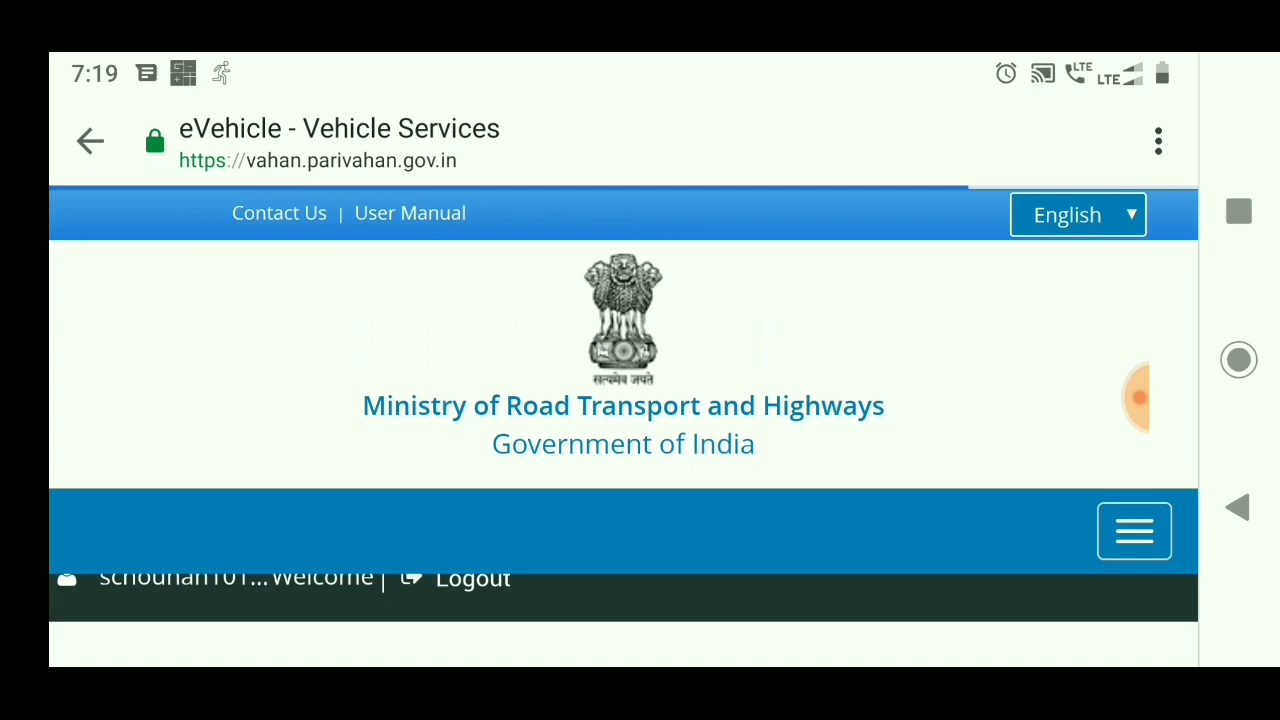 7:19
LTE
LTE
eVehicle - Vehicle Services
https://vahan.parivahan.gov.in
Contact Us | User Manual
English
सत्यमेव जयते
Ministry of Road Transport and Highways
Government of India
schouhan101...Welcome | Logout